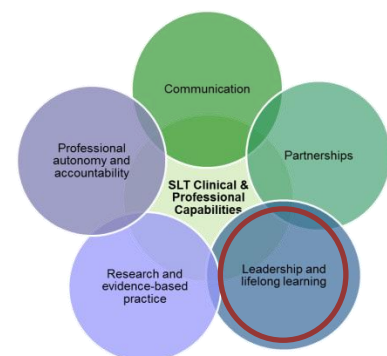 Communication
Professional
autonomy and
accountability
Partnerships
SLT Clinical &
Professional
Capabilities
Research and
evidence-based
practice
Leadership and
lifelong learning